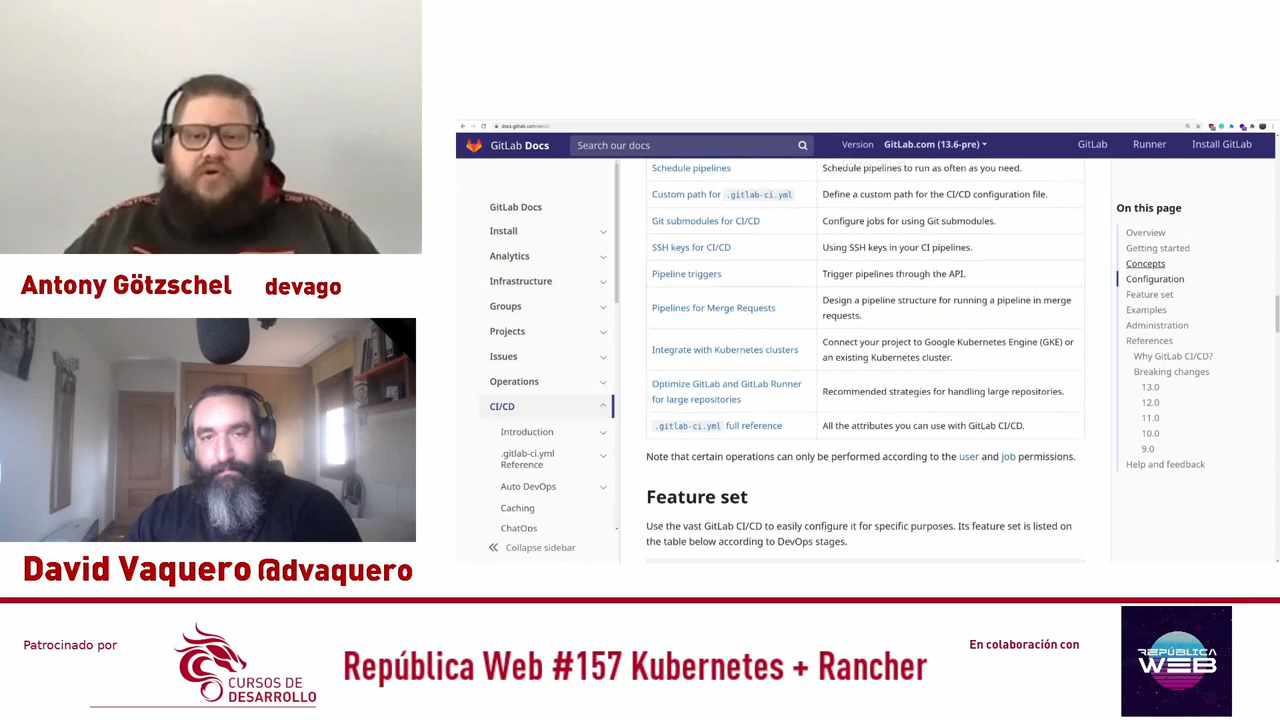 Antony Götzschel devago
David Vaquero @dvaquero
docs.gitlab.com/ee/ci/
GitLab Docs
Search our docs
Version GitLab.com (13.6-pre)
GitLab
Runner
Install GitLab
GitLab Docs
Install
Analytics
Infrastructure
Groups
Projects
Issues
Operations
CI/CD
Introduction
.gitlab-ci.yml
Reference
Auto DevOps
Caching
ChatOps
Collapse sidebar
Schedule pipelines Schedule pipelines to run as often as you need.
Custom path for .gitlab-ci.yml Define a custom path for the CI/CD configuration file.
Git submodules for CI/CD Configure jobs for using Git submodules.
SSH keys for CI/CD Using SSH keys in your CI pipelines.
Pipeline triggers Trigger pipelines through the API.
Pipelines for Merge Requests Design a pipeline structure for running a pipeline in merge
requests.
Integrate with Kubernetes clusters Connect your project to Google Kubernetes Engine (GKE) or
an existing Kubernetes cluster.
Optimize GitLab and GitLab Runner
for large repositories Recommended strategies for handling large repositories.
.gitlab-ci.yml full reference All the attributes you can use with GitLab CI/CD.
Note that certain operations can only be performed according to the user and job permissions.
Feature set
Use the vast GitLab CI/CD to easily configure it for specific purposes. Its feature set is listed on
the table below according to DevOps stages.
On this page
Overview
Getting started
Concepts
Configuration
Feature set
Examples
Administration
References
Why GitLab CI/CD?
Breaking changes
13.0
12.0
11.0
10.0
9.0
Help and feedback
Patrocinado por
CURSOS DE
DESARROLLO
República Web #157 Kubernetes + Rancher
En colaboración con
REPÚBLICA
WEB